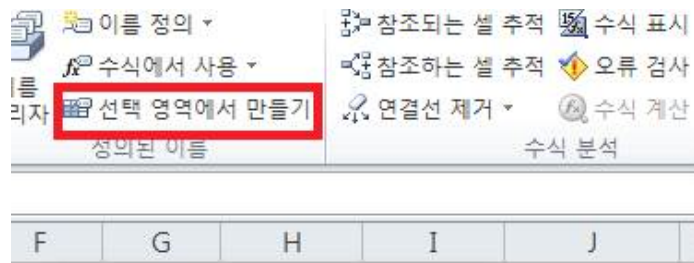 이름 정의
참조되는 셀 추적
수식 표시
수식에서 사용
참조하는 셀 추적
오류 검사
선택 영역에서 만들기
연결선 제거
수식 계산
정의된 이름
수식 분석
F G H I J